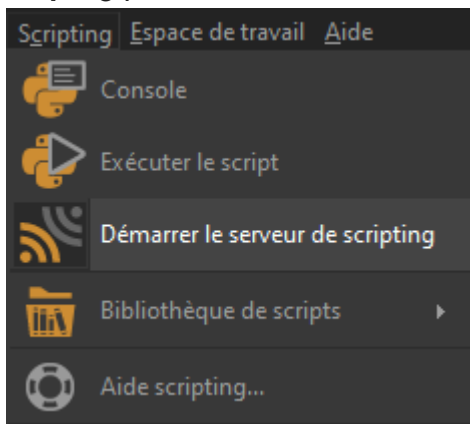 Scripting Espace de travail Aide
Console
Exécuter le script
Démarrer le serveur de scripting
Bibliothèque de scripts
Aide scripting...